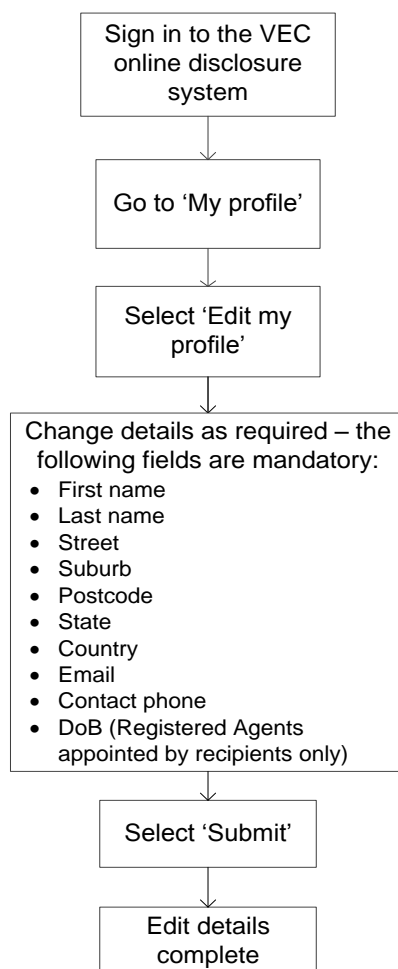 Sign in to the VEC
online disclosure
system
Go to ‘My profile’
Select ‘Edit my
profile’
Change details as required – the
following fields are mandatory:
• First name
• Last name
• Street
• Suburb
• Postcode
• State
• Country
• Email
• Contact phone
• DoB (Registered Agents
appointed by recipients only)
Select ‘Submit’
Edit details
complete